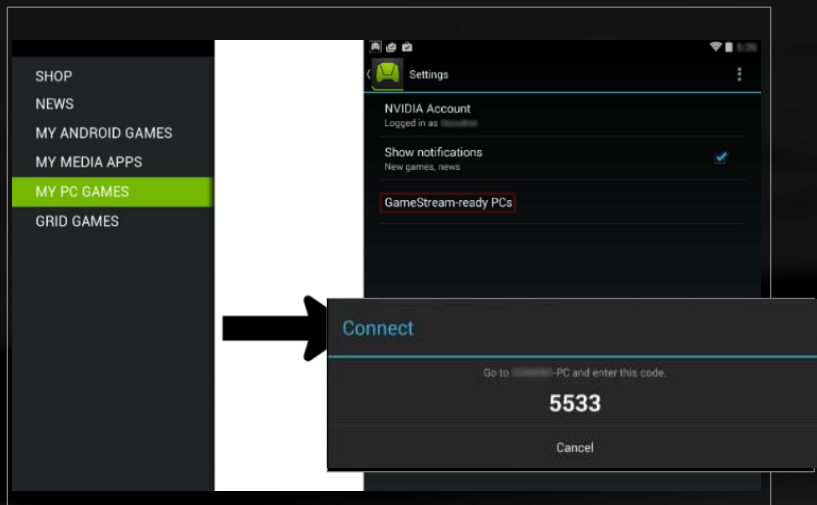 SHOP
NEWS
MY ANDROID GAMES
MY MEDIA APPS
MY PC GAMES
GRID GAMES
Settings
NVIDIA Account
Logged in as
Show notifications
New games, news
GameStream-ready PCs
Connect
Go to -PC and enter this code.
5533
Cancel